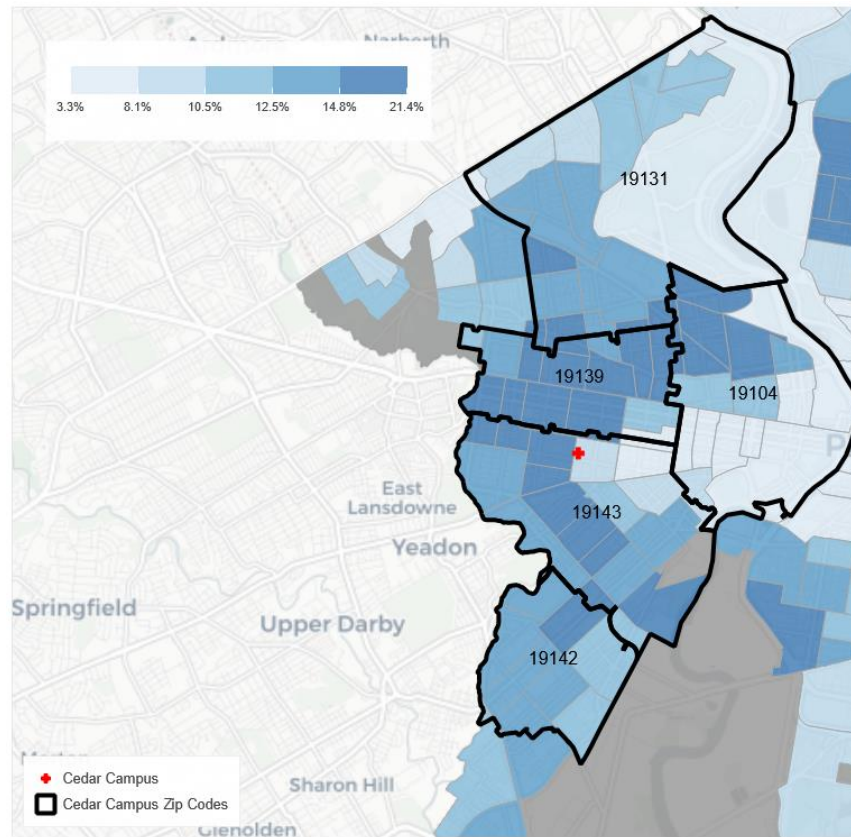 Narberth
3.3% 8.1% 10.5% 12.5% 14.8% 21.4%
19131
19139
19104
East
Lansdowne
19143
Yeadon
Springfield
Upper Darby
19142
Cedar Campus
Sharon Hill
Cedar Campus Zip Codes
Glenolden